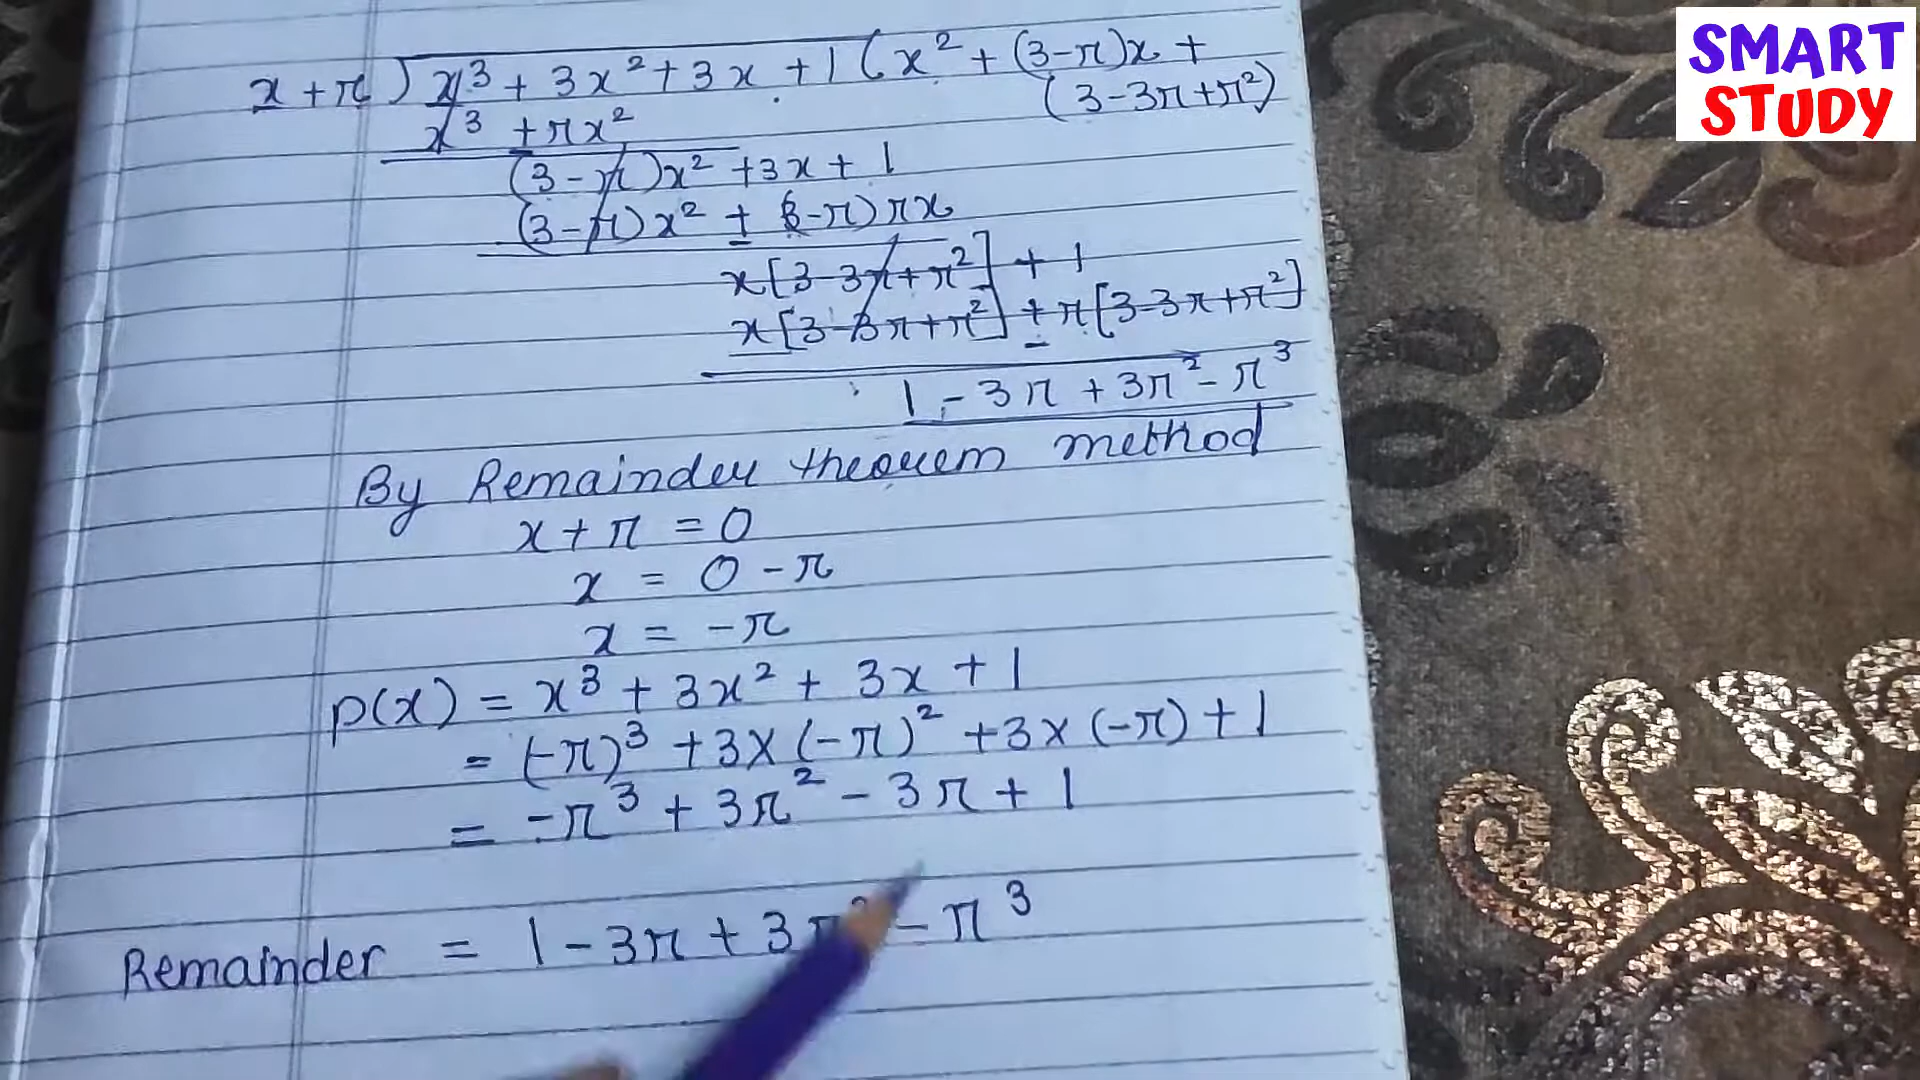 SMART
STUDY
x + π ) x³ + 3x² + 3x + 1 ( x² + (3-π)x +
(3 - 3π + π²)
x³ + πx²
(3 - π)x² + 3x + 1
(3 - π)x² + (3 - π)πx
x[3 - 3π + π²] + 1
x[3 - 3π + π²] + π[3 - 3π + π²]
1 - 3π + 3π² - π³
By Remainder theorem method
x + π = 0
x = 0 - π
x = -π
p(x) = x³ + 3x² + 3x + 1
= (-π)³ + 3 × (-π)² + 3 × (-π) + 1
= -π³ + 3π² - 3π + 1
Remainder = 1 - 3π + 3π² - π³